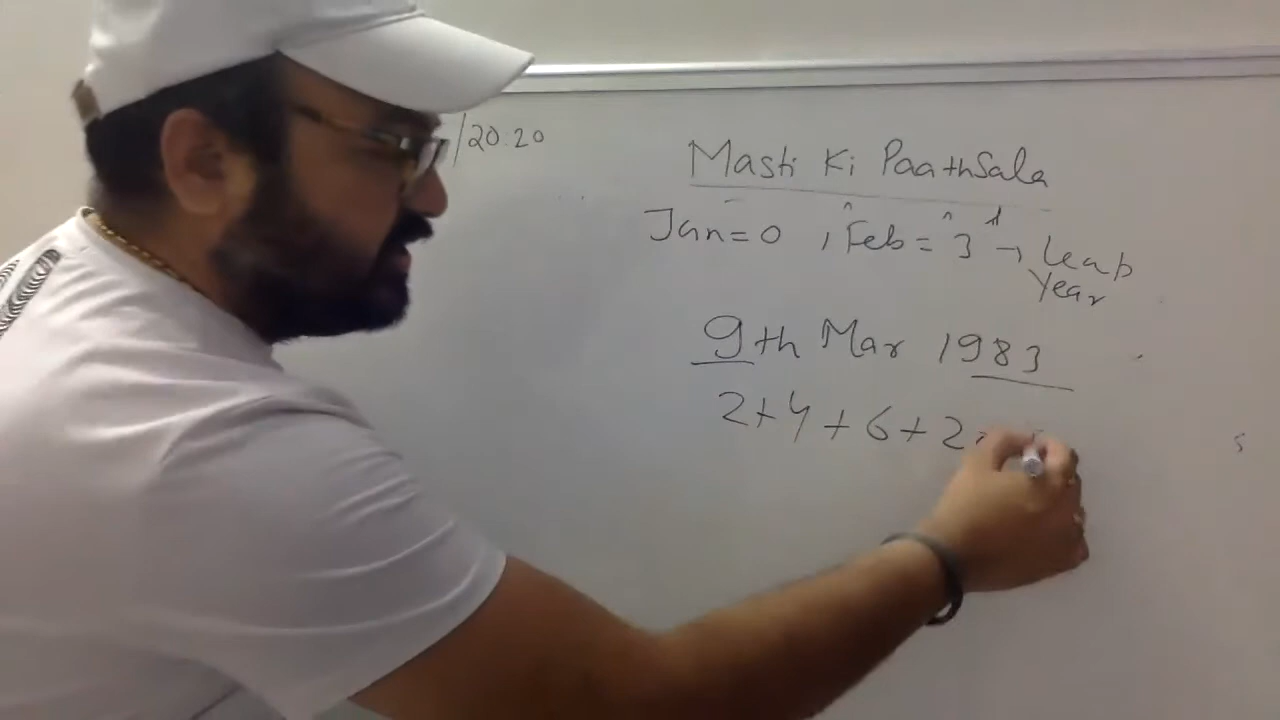 /20:20
Masti Ki PaathSala
Jan=0 , Feb = 3 → Leap
Year
9th Mar 1983
2+4+6+2